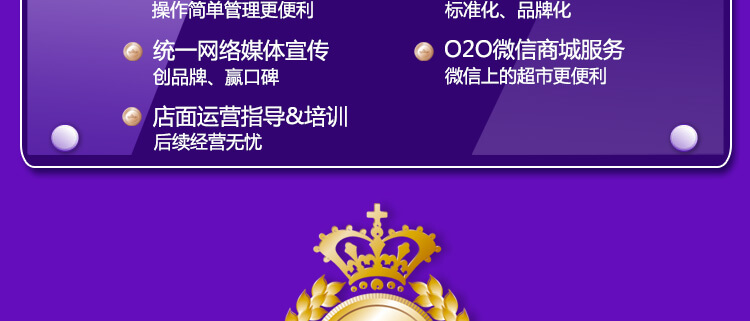 操作简单管理更便利
标准化、品牌化
统一网络媒体宣传
创品牌、赢口碑
O2O微信商城服务
微信上的超市更便利
店面运营指导&培训
后续经营无忧